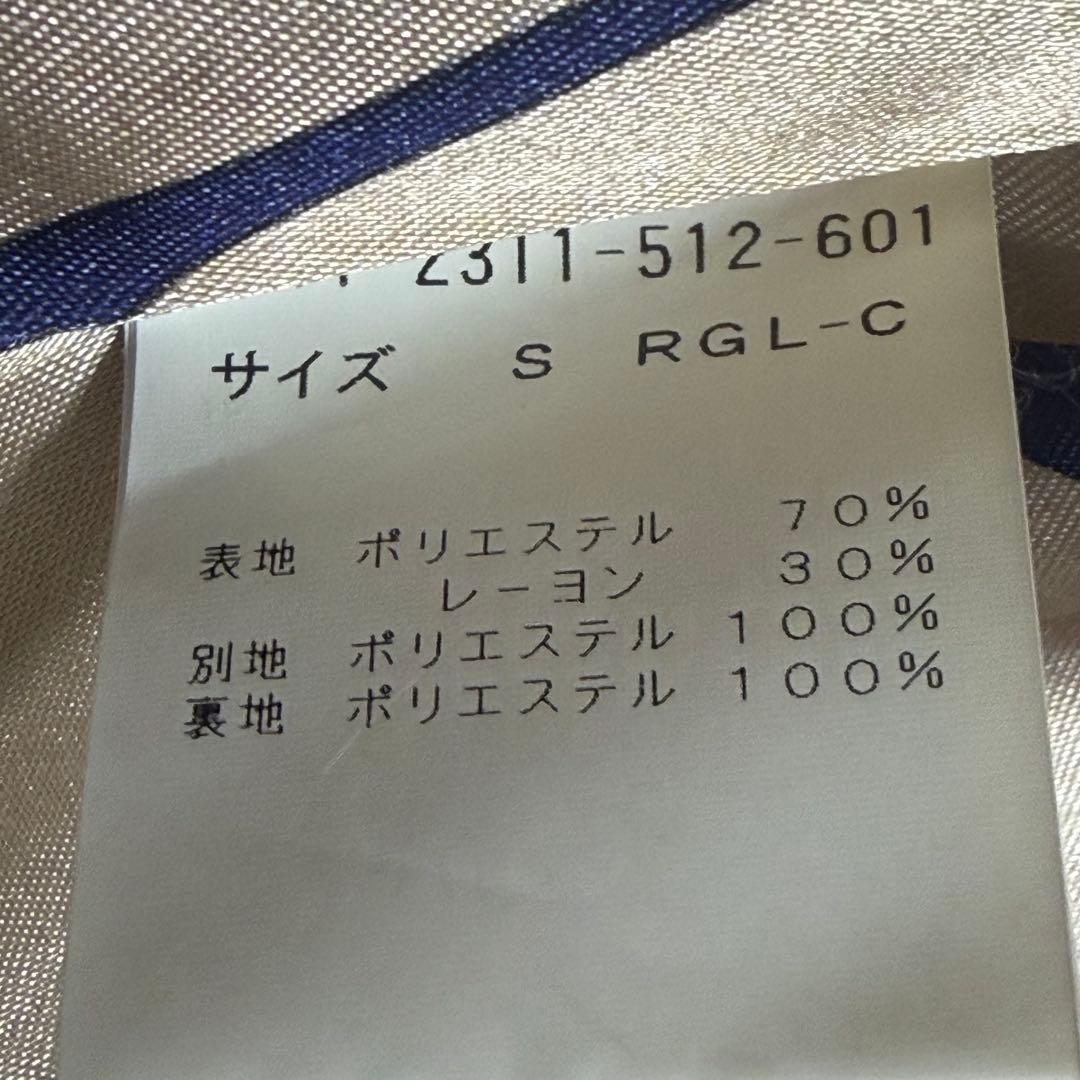 2311-512-601
サイズ S RGL-C
表地 ポリエステル 70%
レーヨン 30%
別地 ポリエステル 100%
裏地 ポリエステル 100%